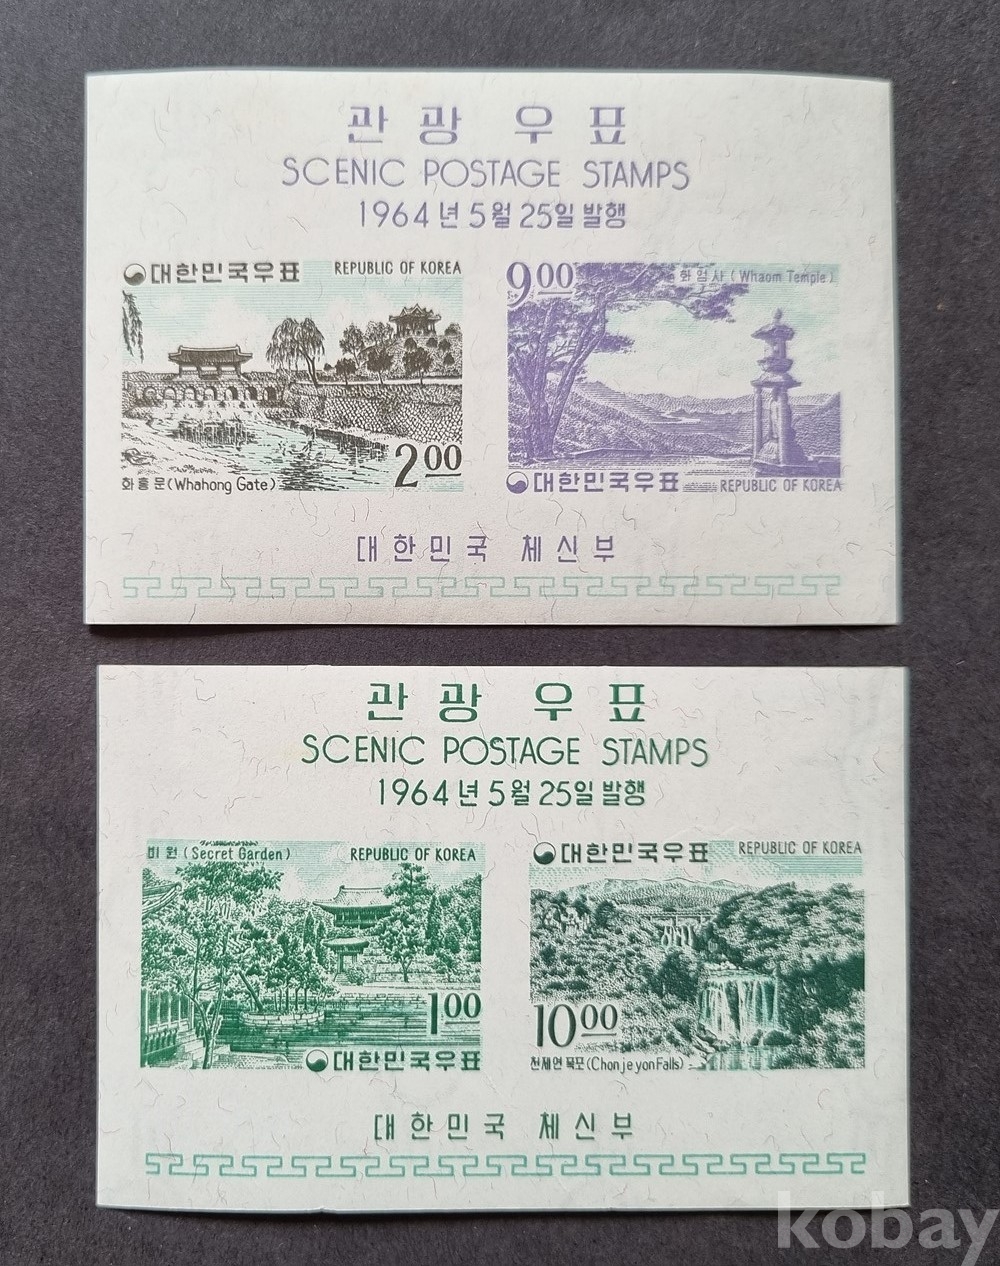 관광 우표
SCENIC POSTAGE STAMPS
1964년 5월 25일 발행
대한민국우표 REPUBLIC OF KOREA
2.00
화홍문(Whahong Gate)
9.00 화엄사(Whaom Temple)
대한민국우표 REPUBLIC OF KOREA
대한민국 체신부
관광 우표
SCENIC POSTAGE STAMPS
1964년 5월 25일 발행
비원(Secret Garden) REPUBLIC OF KOREA
1.00
대한민국우표
대한민국우표 REPUBLIC OF KOREA
10.00
천제연폭포(Chonjeyon Falls)
대한민국 체신부
kobay